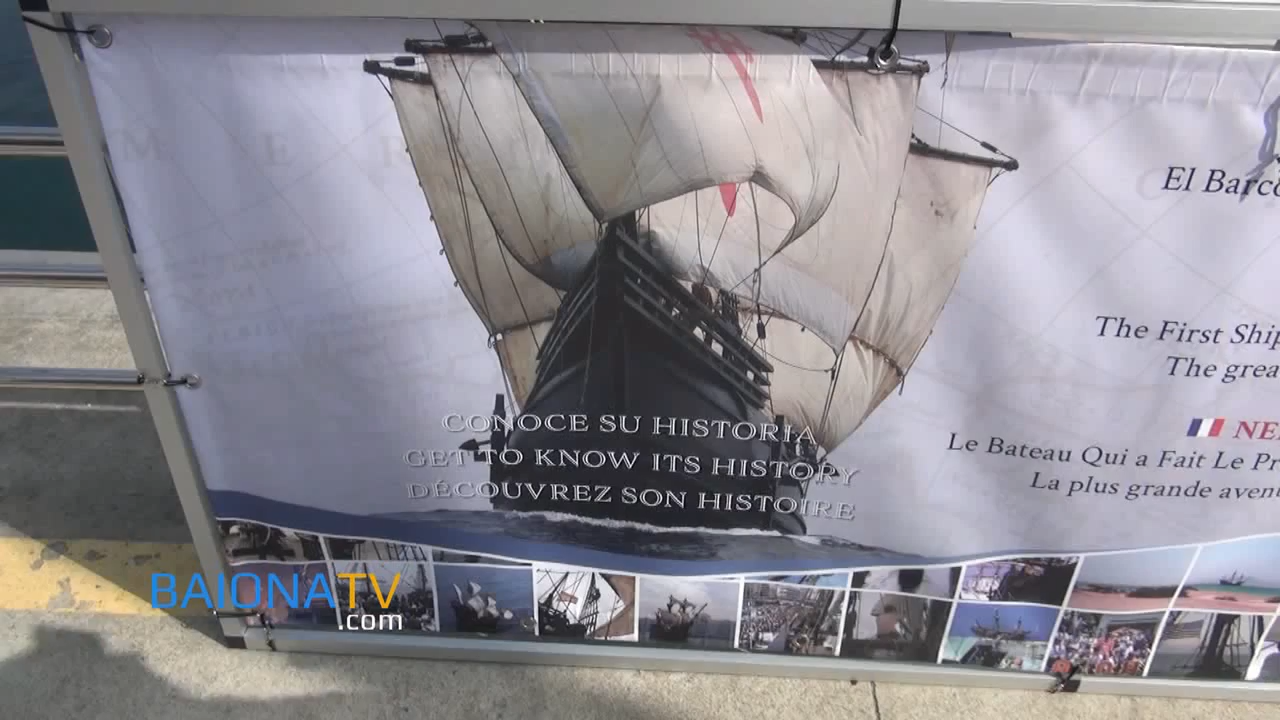 El Barco
The First Ship
The grea
NE
Le Bateau Qui a Fait Le Pr
La plus grande aven
CONOCE SU HISTORIA
GET TO KNOW ITS HISTORY
DÉCOUVREZ SON HISTOIRE
BAIONATV
.com